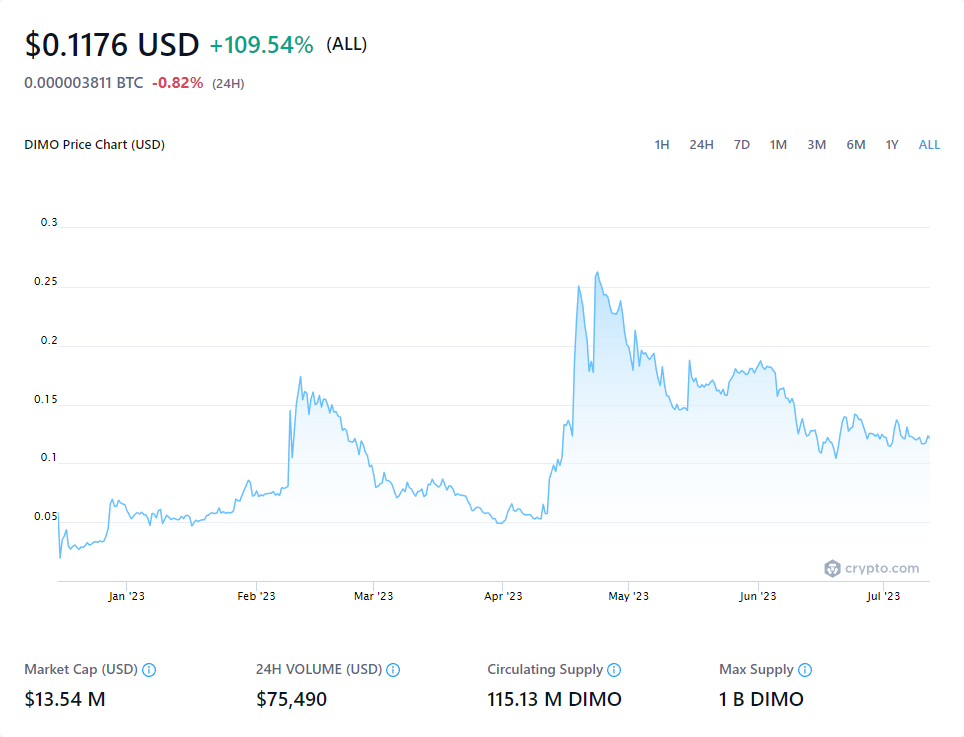 $0.1176 USD +109.54% (ALL)
0.000003811 BTC -0.82% (24H)
DIMO Price Chart (USD) 1H 24H 7D 1M 3M 6M 1Y ALL
0.3
0.25
0.2
0.15
0.1
0.05
crypto.com
Jan '23 Feb '23 Mar '23 Apr '23 May '23 Jun '23 Jul '23
Market Cap (USD) 24H VOLUME (USD) Circulating Supply Max Supply
$13.54 M $75,490 115.13 M DIMO 1 B DIMO